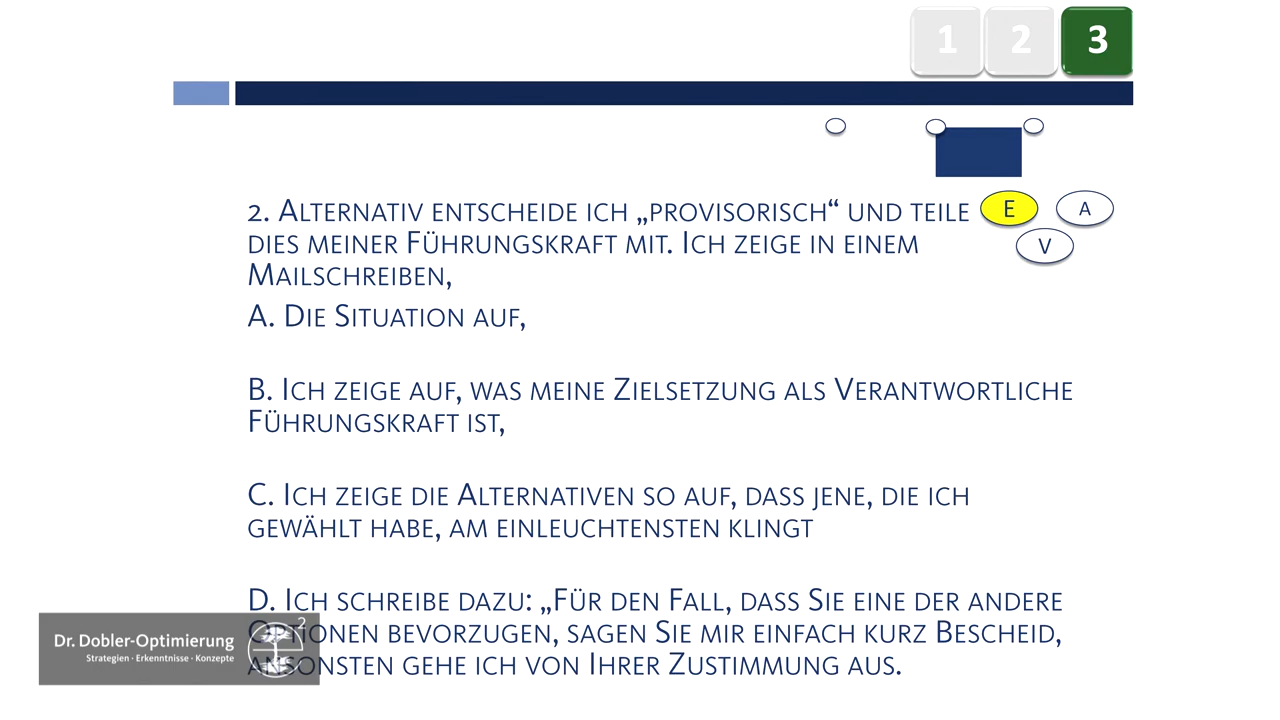 1 2 3
2. Alternativ entscheide ich „provisorisch“ und teile
dies meiner Führungskraft mit. Ich zeige in einem
Mailschreiben,
E A
V
A. Die Situation auf,
B. Ich zeige auf, was meine Zielsetzung als Verantwortliche
Führungskraft ist,
C. Ich zeige die Alternativen so auf, dass jene, die ich
gewählt habe, am einleuchtensten klingt
D. Ich schreibe dazu: „Für den Fall, dass Sie eine der andere
Optionen bevorzugen, sagen Sie mir einfach kurz Bescheid,
ansonsten gehe ich von Ihrer Zustimmung aus.
Dr. Dobler-Optimierung 2
Strategien · Erkenntnisse · Konzepte